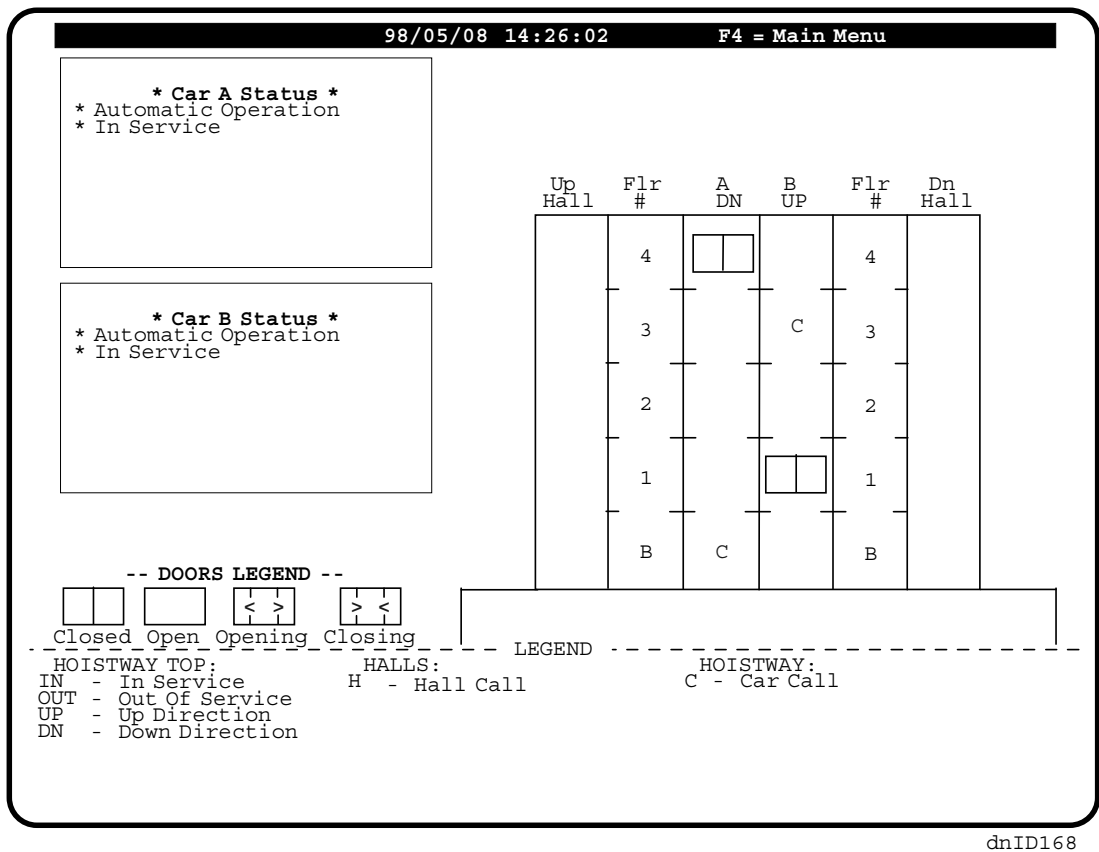 98/05/08 14:26:02 F4 = Main Menu
* Car A Status *
* Automatic Operation
* In Service
* Car B Status *
* Automatic Operation
* In Service
Up Flr A B Flr Dn
Hall # DN UP # Hall
4 4
3 C 3
2 2
1 1
B C B
-- DOORS LEGEND --
< > > <
Closed Open Opening Closing
LEGEND
HOISTWAY TOP: HALLS: HOISTWAY:
IN - In Service H - Hall Call C - Car Call
OUT - Out Of Service
UP - Up Direction
DN - Down Direction
dnID168